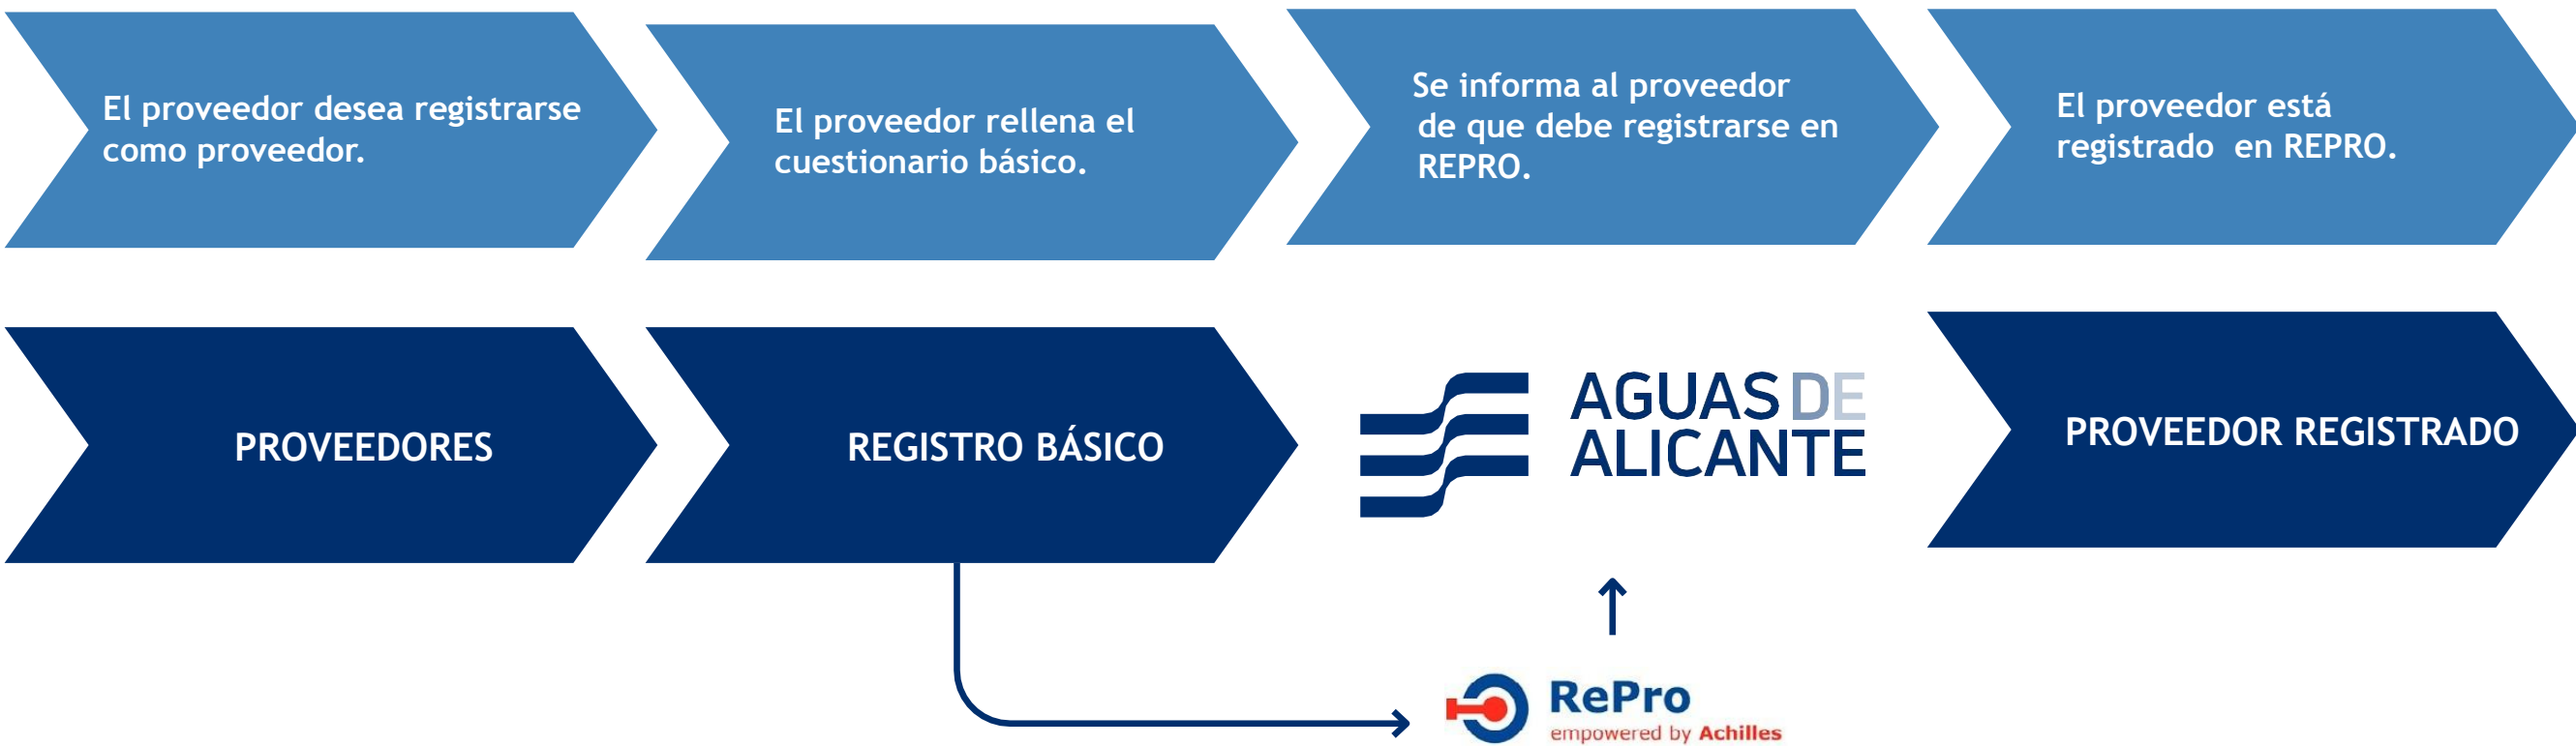 El proveedor desea registrarse
como proveedor.
El proveedor rellena el
cuestionario básico.
Se informa al proveedor
de que debe registrarse en
REPRO.
El proveedor está
registrado en REPRO.
PROVEEDORES
REGISTRO BÁSICO
AGUAS DE
ALICANTE
PROVEEDOR REGISTRADO
RePro
empowered by Achilles